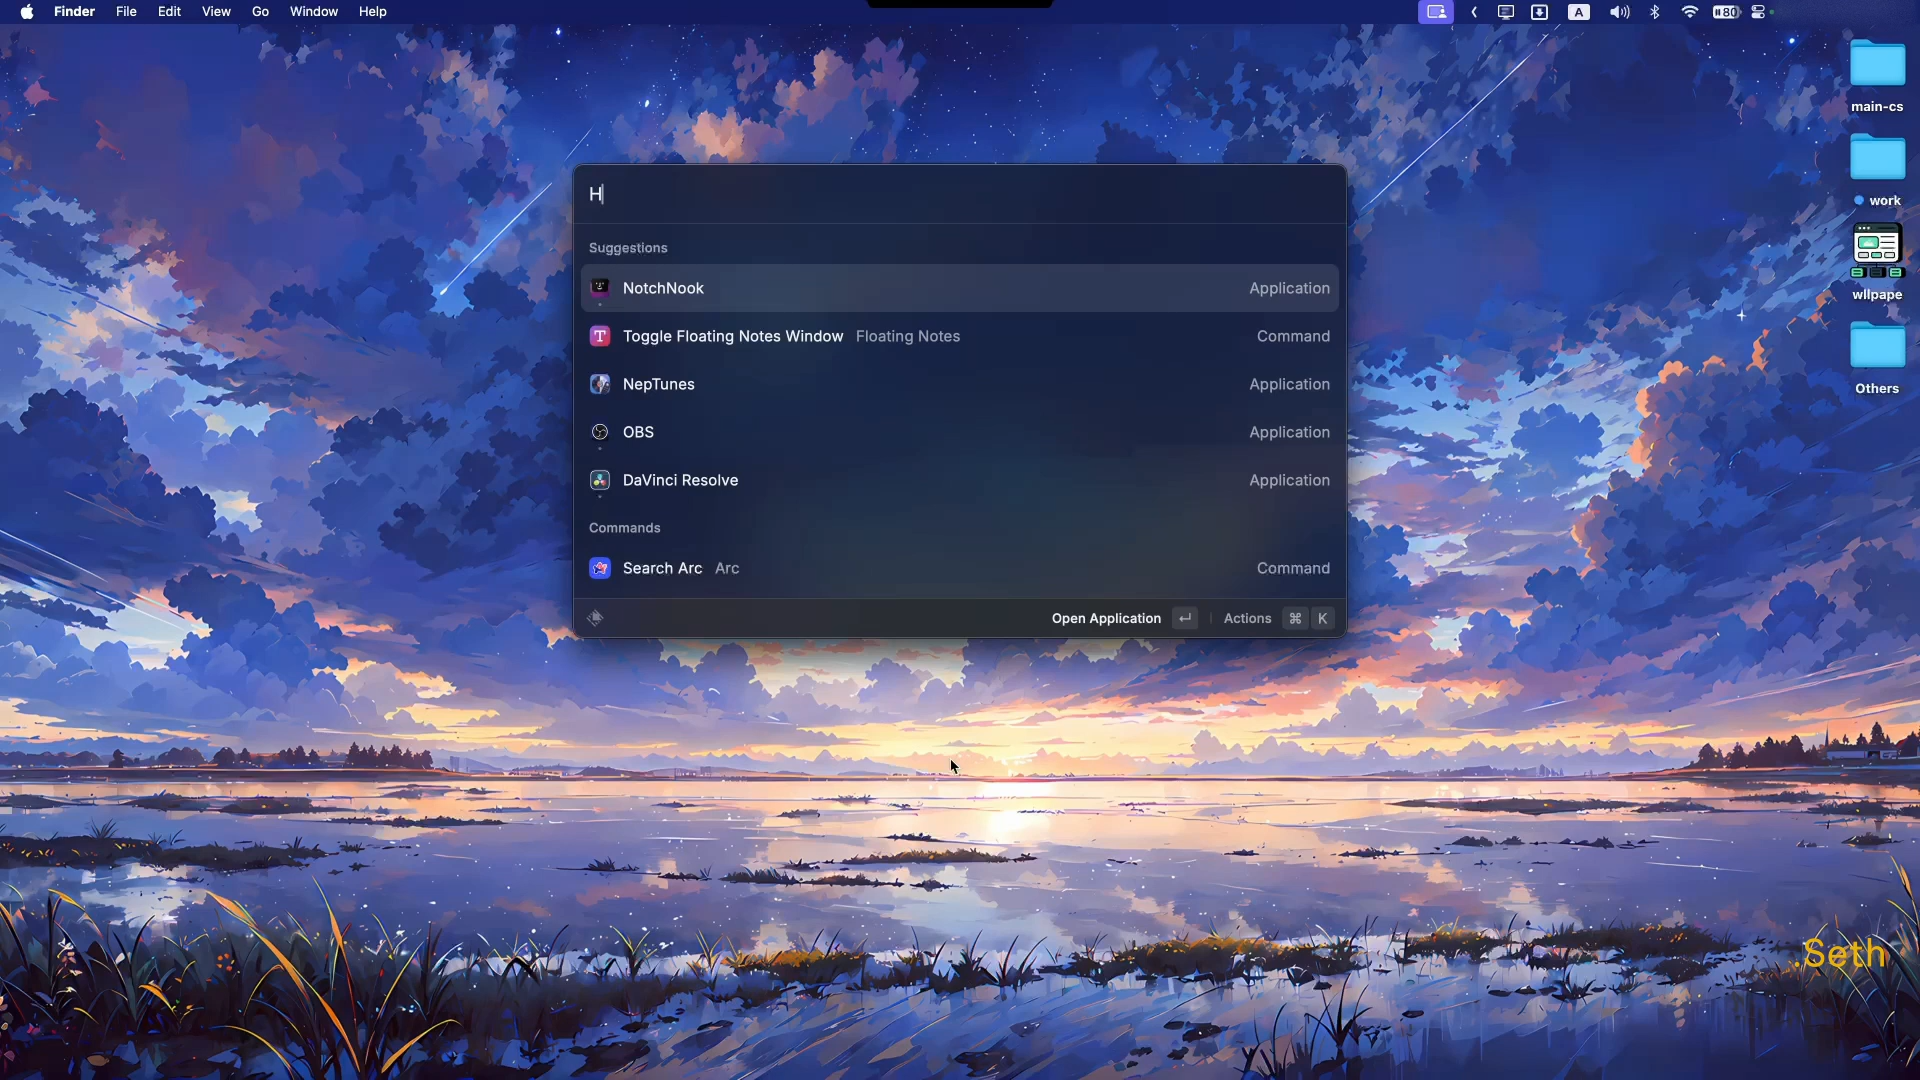 Finder File Edit View Go Window Help
A
80
main-cs
work
wllpape
Others
H
Suggestions
NotchNook Application
T Toggle Floating Notes Window Floating Notes Command
NepTunes Application
OBS Application
DaVinci Resolve Application
Commands
Search Arc Arc Command
Open Application ↵ Actions ⌘ K
.Seth